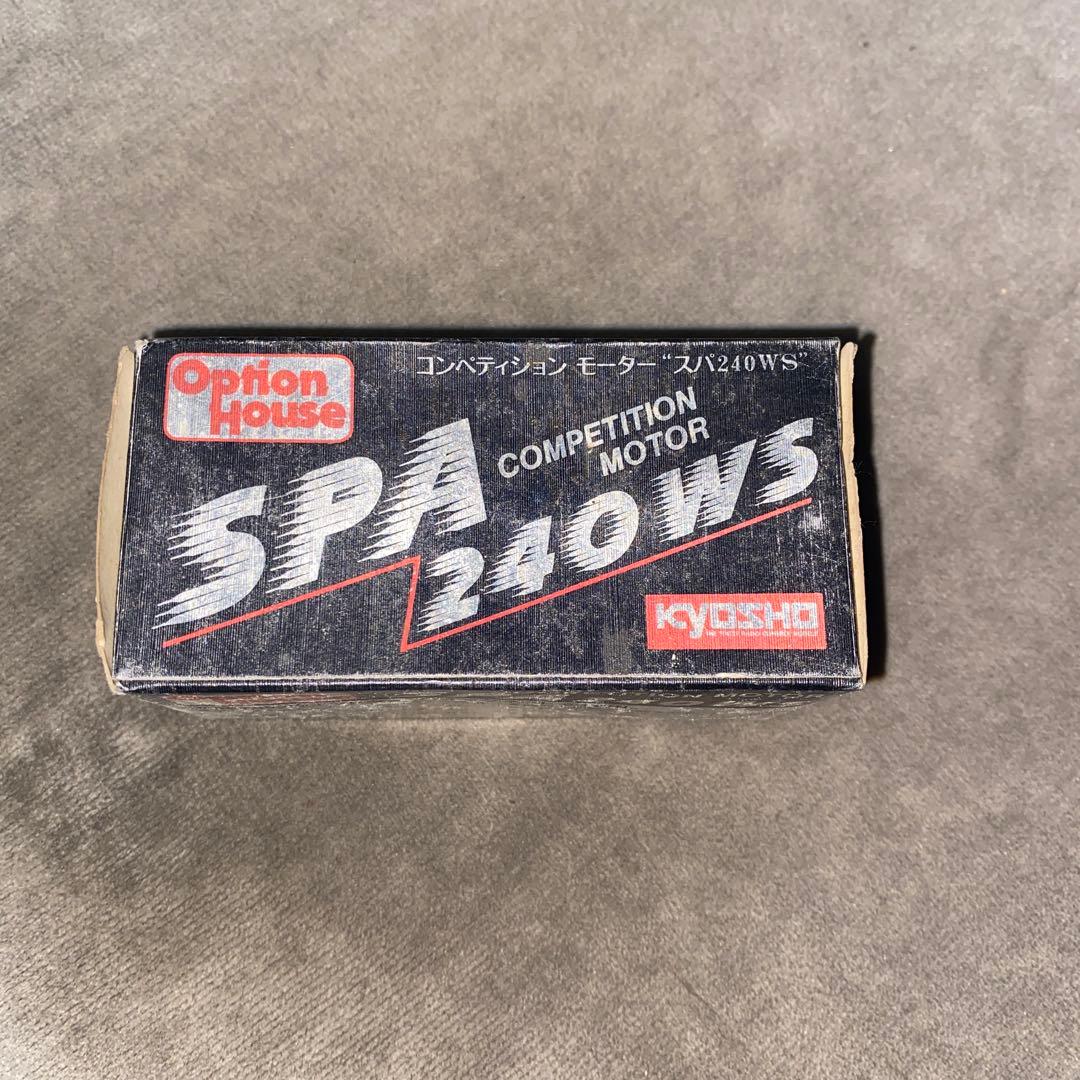 Option
House
コンペティション モーター “スパ240WS”
COMPETITION
MOTOR
SPA
240WS
KYOSHO